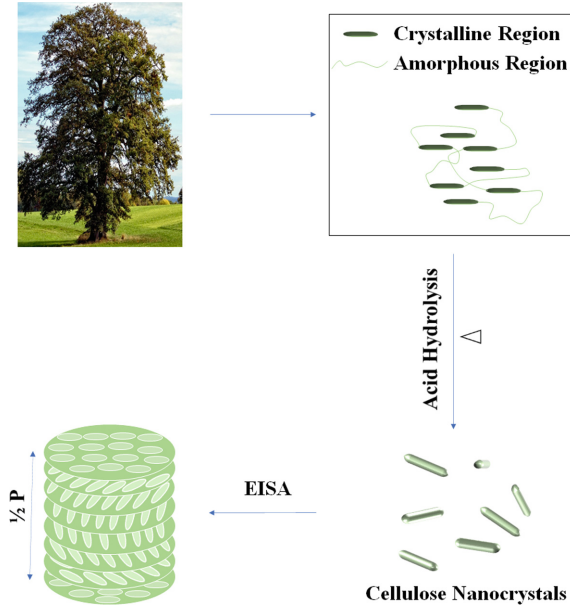 Crystalline Region
Amorphous Region
Acid Hydrolysis
½ P
EISA
Cellulose Nanocrystals